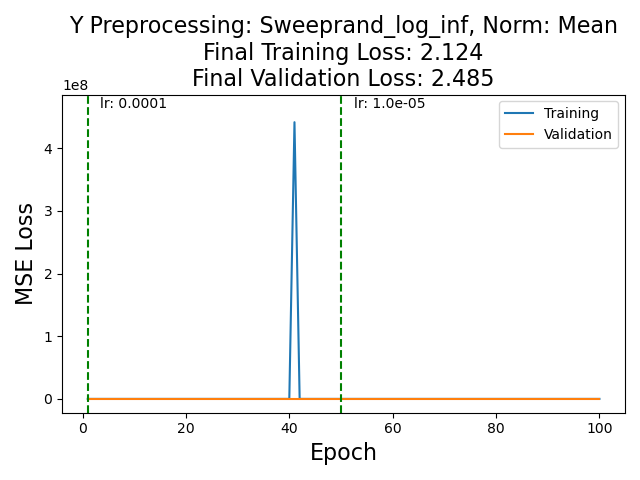 Y Preprocessing: Sweeprand_log_inf, Norm: Mean
Final Training Loss: 2.124
Final Validation Loss: 2.485
1e8
lr: 0.0001
lr: 1.0e-05
Training
Validation
4
3
2
1
0
MSE Loss
0
20
40
60
80
100
Epoch